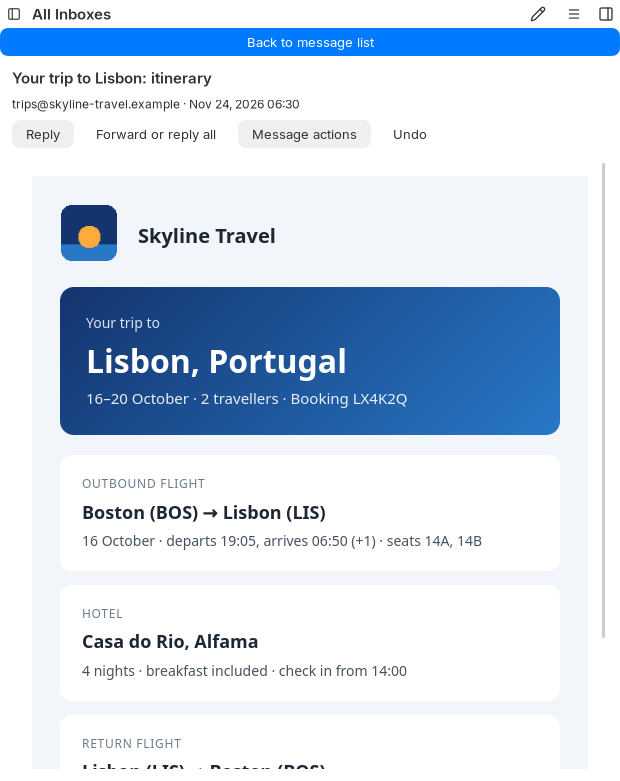 All Inboxes
Back to message list
Your trip to Lisbon: itinerary
trips@skyline-travel.example · Nov 24, 2026 06:30
Reply
Forward or reply all
Message actions
Undo
Skyline Travel
Your trip to
Lisbon, Portugal
16–20 October · 2 travellers · Booking LX4K2Q
OUTBOUND FLIGHT
Boston (BOS) → Lisbon (LIS)
16 October · departs 19:05, arrives 06:50 (+1) · seats 14A, 14B
HOTEL
Casa do Rio, Alfama
4 nights · breakfast included · check in from 14:00
RETURN FLIGHT
Lisbon (LIS) → Boston (BOS)